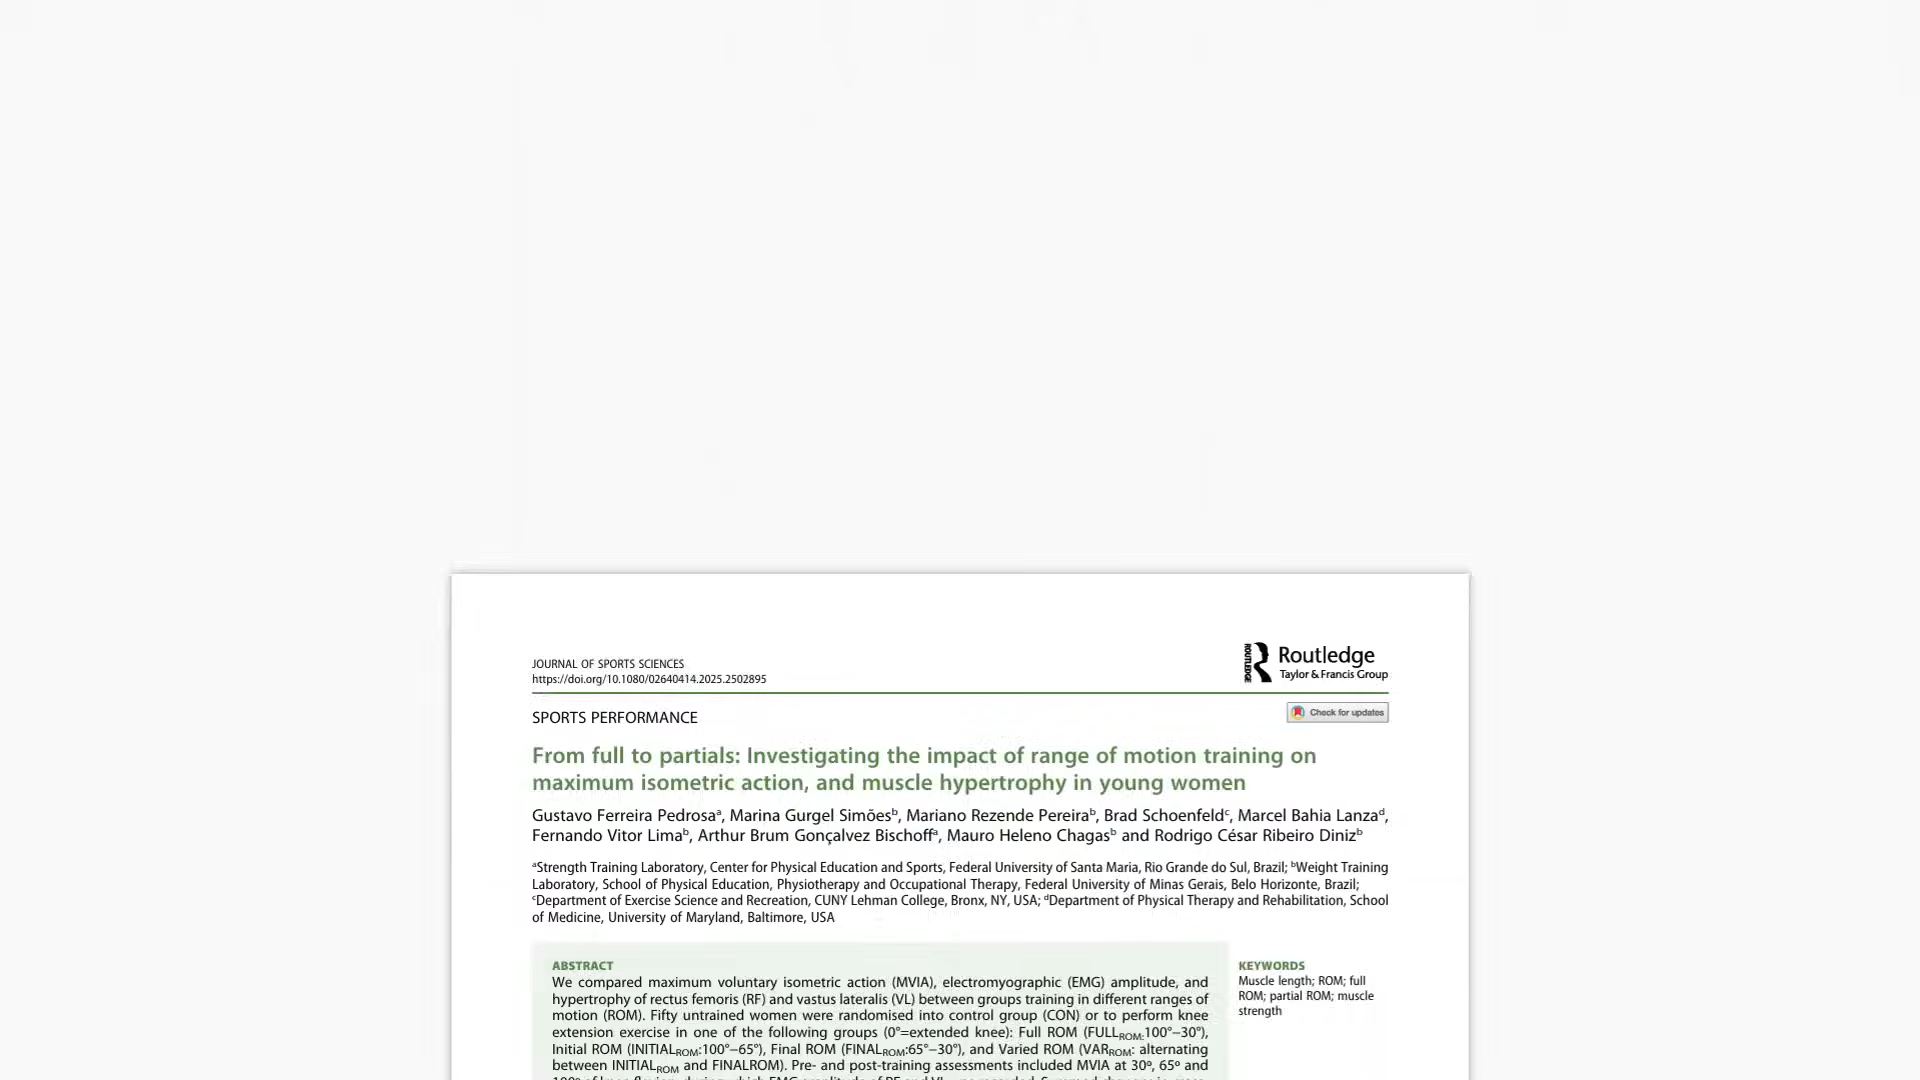 JOURNAL OF SPORTS SCIENCES
https://doi.org/10.1080/02640414.2025.2502895
ROUTLEDGE
Routledge
Taylor & Francis Group
SPORTS PERFORMANCE
Check for updates
From full to partials: Investigating the impact of range of motion training on
maximum isometric action, and muscle hypertrophy in young women
Gustavo Ferreira Pedrosaᵃ, Marina Gurgel Simõesᵇ, Mariano Rezende Pereiraᵇ, Brad Schoenfeldᶜ, Marcel Bahia Lanzaᵈ,
Fernando Vitor Limaᵇ, Arthur Brum Gonçalvez Bischoffᵃ, Mauro Heleno Chagasᵇ and Rodrigo César Ribeiro Dinizᵇ
ᵃStrength Training Laboratory, Center for Physical Education and Sports, Federal University of Santa Maria, Rio Grande do Sul, Brazil; ᵇWeight Training
Laboratory, School of Physical Education, Physiotherapy and Occupational Therapy, Federal University of Minas Gerais, Belo Horizonte, Brazil;
ᶜDepartment of Exercise Science and Recreation, CUNY Lehman College, Bronx, NY, USA; ᵈDepartment of Physical Therapy and Rehabilitation, School
of Medicine, University of Maryland, Baltimore, USA
ABSTRACT
We compared maximum voluntary isometric action (MVIA), electromyographic (EMG) amplitude, and
hypertrophy of rectus femoris (RF) and vastus lateralis (VL) between groups training in different ranges of
motion (ROM). Fifty untrained women were randomised into control group (CON) or to perform knee
extension exercise in one of the following groups (0°=extended knee): Full ROM (FULLROM:100°–30°),
Initial ROM (INITIALROM:100°–65°), Final ROM (FINALROM:65°–30°), and Varied ROM (VARROM: alternating
between INITIALROM and FINALROM). Pre- and post-training assessments included MVIA at 30º, 65º and
KEYWORDS
Muscle length; ROM; full
ROM; partial ROM; muscle
strength